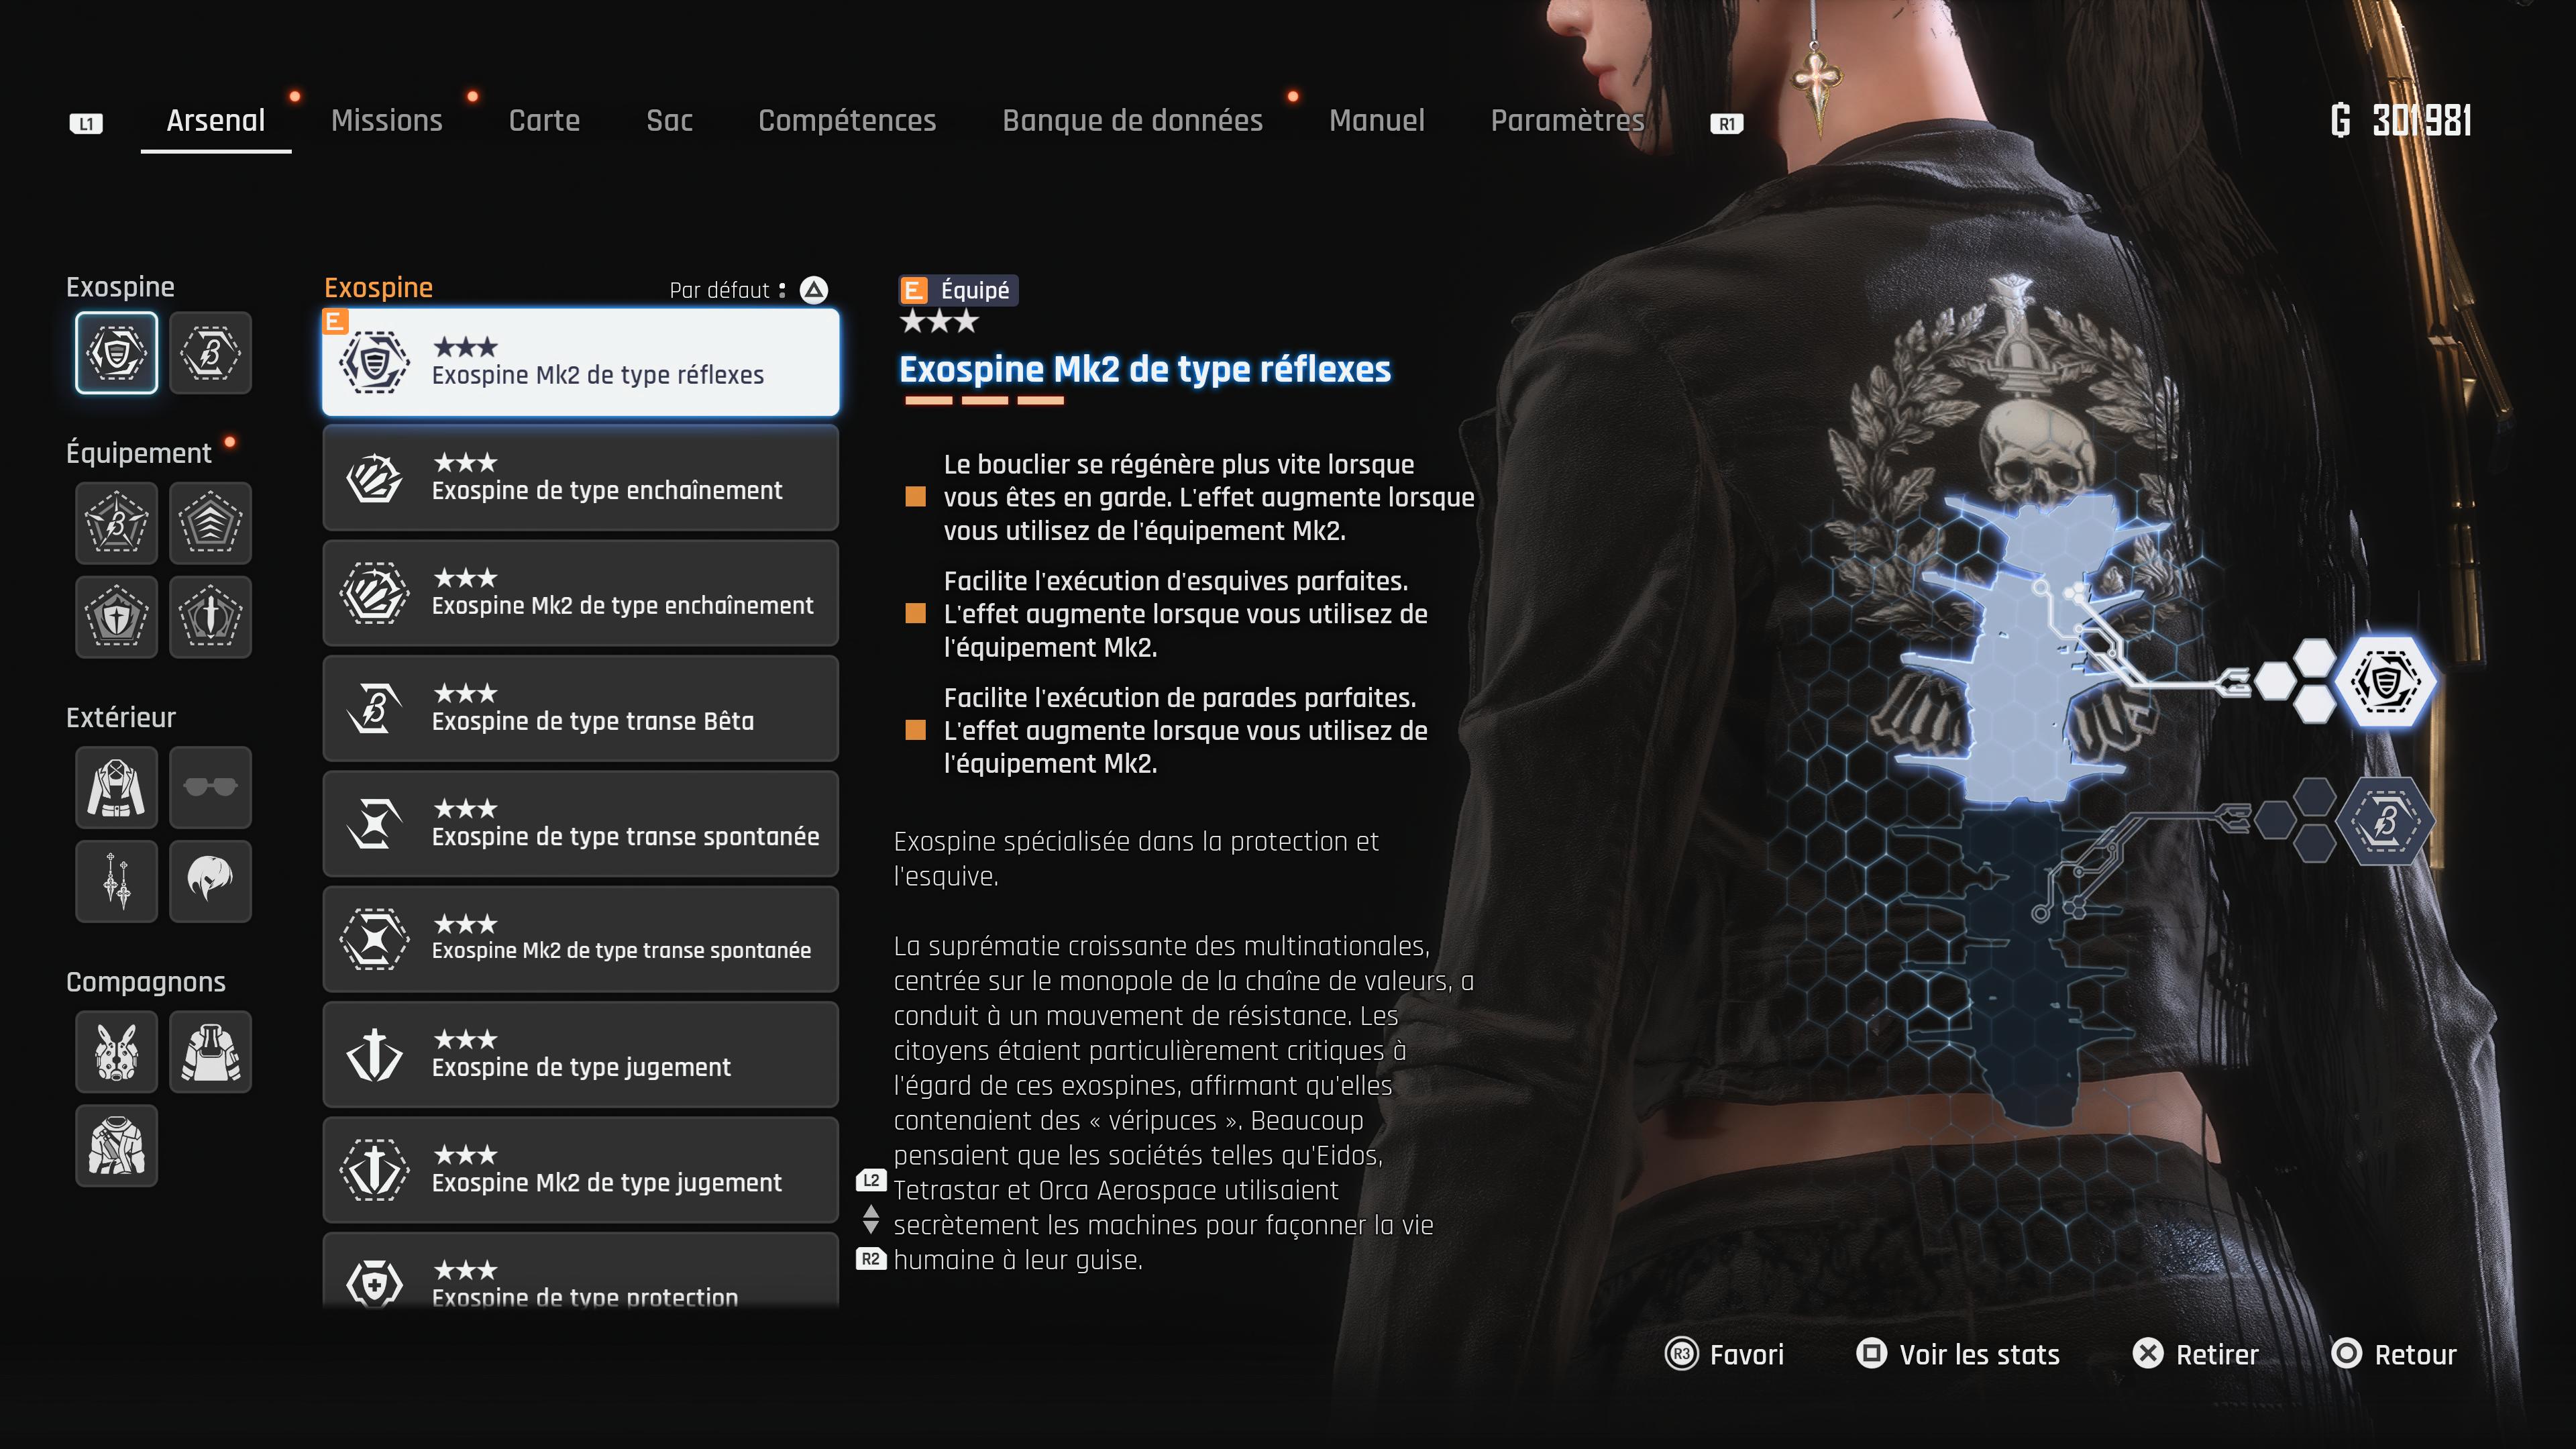 L1
Arsenal
Missions
Carte
Sac
Compétences
Banque de données
Manuel
Paramètres
R1
301981
Exospine
Équipement
Extérieur
Compagnons
Exospine
Par défaut :
E
★★★
Exospine Mk2 de type réflexes
★★★
Exospine de type enchaînement
★★★
Exospine Mk2 de type enchaînement
★★★
Exospine de type transe Bêta
★★★
Exospine de type transe spontanée
★★★
Exospine Mk2 de type transe spontanée
★★★
Exospine de type jugement
★★★
Exospine Mk2 de type jugement
★★★
Exospine de type protection
E Équipé
★★★
Exospine Mk2 de type réflexes
Le bouclier se régénère plus vite lorsque
vous êtes en garde. L'effet augmente lorsque
vous utilisez de l'équipement Mk2.
Facilite l'exécution d'esquives parfaites.
L'effet augmente lorsque vous utilisez de
l'équipement Mk2.
Facilite l'exécution de parades parfaites.
L'effet augmente lorsque vous utilisez de
l'équipement Mk2.
Exospine spécialisée dans la protection et
l'esquive.
La suprématie croissante des multinationales,
centrée sur le monopole de la chaîne de valeurs, a
conduit à un mouvement de résistance. Les
citoyens étaient particulièrement critiques à
l'égard de ces exospines, affirmant qu'elles
contenaient des « véripuces ». Beaucoup
pensaient que les sociétés telles qu'Eidos,
Tetrastar et Orca Aerospace utilisaient
secrètement les machines pour façonner la vie
humaine à leur guise.
L2
R2
R3 Favori
Voir les stats
Retirer
Retour